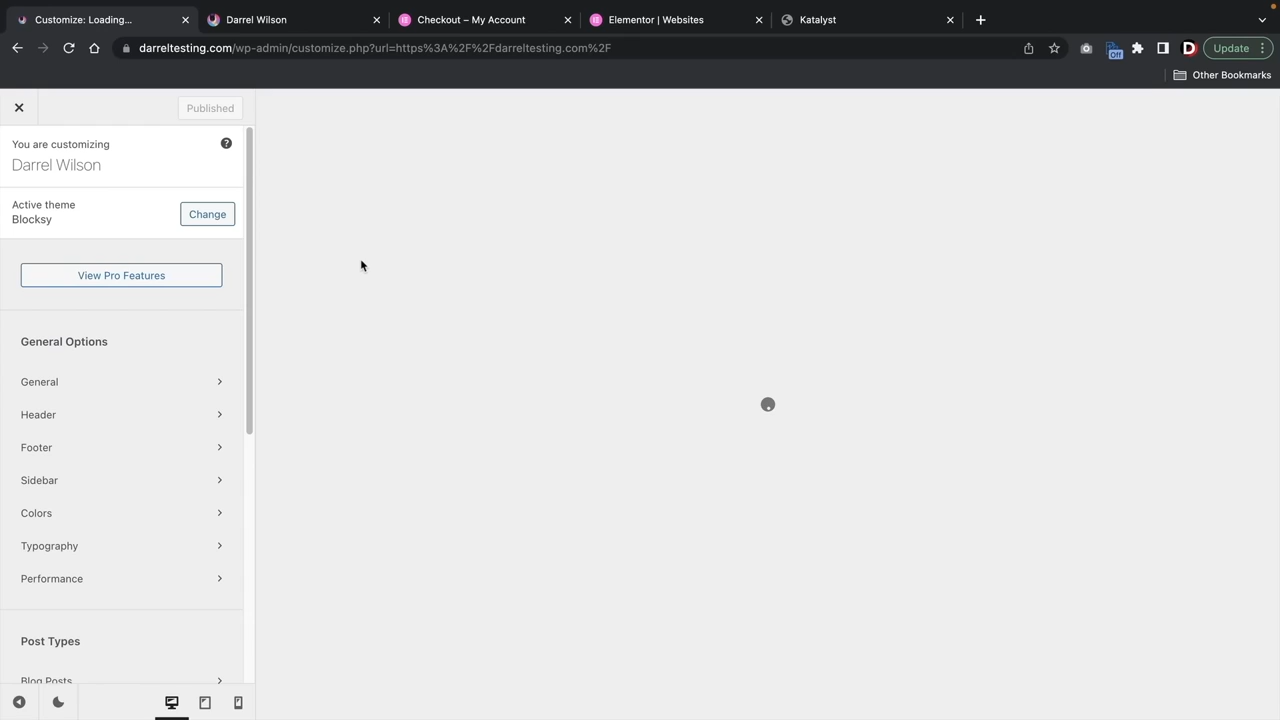 Customize: Loading...
Darrel Wilson
Checkout – My Account
Elementor | Websites
Katalyst
darreltesting.com/wp-admin/customize.php?url=https%3A%2F%2Fdarreltesting.com%2F
Off
D
Update
Other Bookmarks
Published
You are customizing
Darrel Wilson
Active theme
Blocksy
Change
View Pro Features
General Options
General
Header
Footer
Sidebar
Colors
Typography
Performance
Post Types
Blog Posts